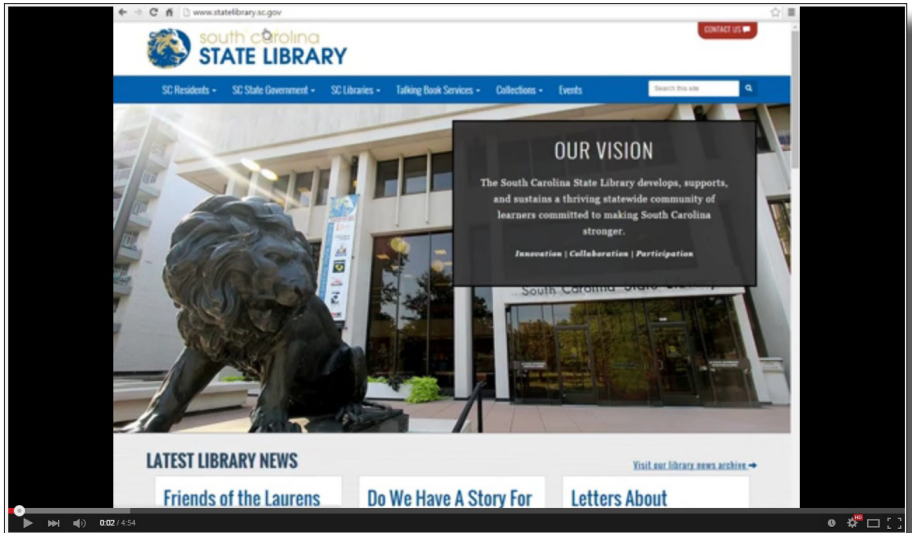 www.statelibrary.sc.gov
CONTACT US
south carolina
STATE LIBRARY
SC Residents
SC State Government
SC Libraries
Talking Book Services
Collections
Events
Search this site
OUR VISION
The South Carolina State Library develops, supports,
and sustains a thriving statewide community of
learners committed to making South Carolina
stronger.
Innovation | Collaboration | Participation
South Carolina State
LATEST LIBRARY NEWS
Visit our library news archive
Friends of the Laurens
Do We Have A Story For
Letters About
0:02 / 4:54
HD